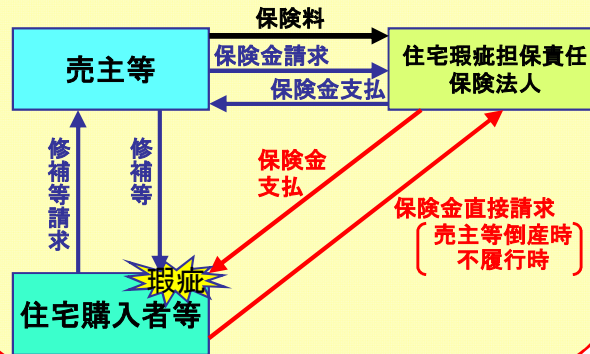 保険料
売主等
保険金請求
保険金支払
住宅瑕疵担保責任
保険法人
修補等請求
修補等
保険金
支払
保険金直接請求
売主等倒産時
不履行時
瑕疵
住宅購入者等